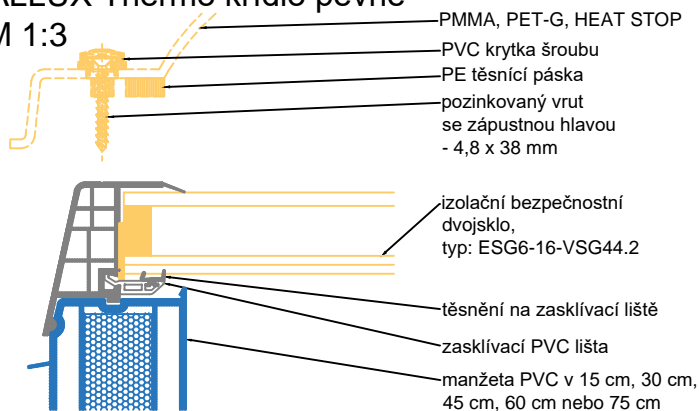 Thermo křídlo pevné
M 1:3
PMMA, PET-G, HEAT STOP
PVC krytka šroubu
PE těsnící páska
pozinkovaný vrut
se zápustnou hlavou
- 4,8 x 38 mm
izolační bezpečnostní
dvojsklo,
typ: ESG6-16-VSG44.2
těsnění na zasklívací liště
zasklívací PVC lišta
manžeta PVC v 15 cm, 30 cm,
45 cm, 60 cm nebo 75 cm